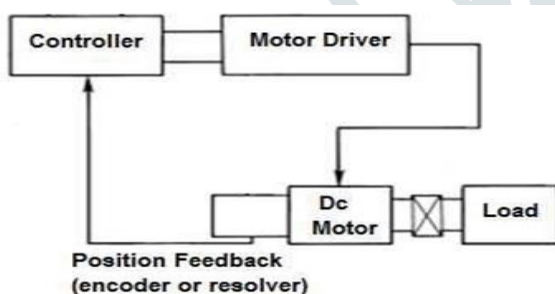 Controller
Motor Driver
Dc
Motor
Load
Position Feedback
(encoder or resolver)